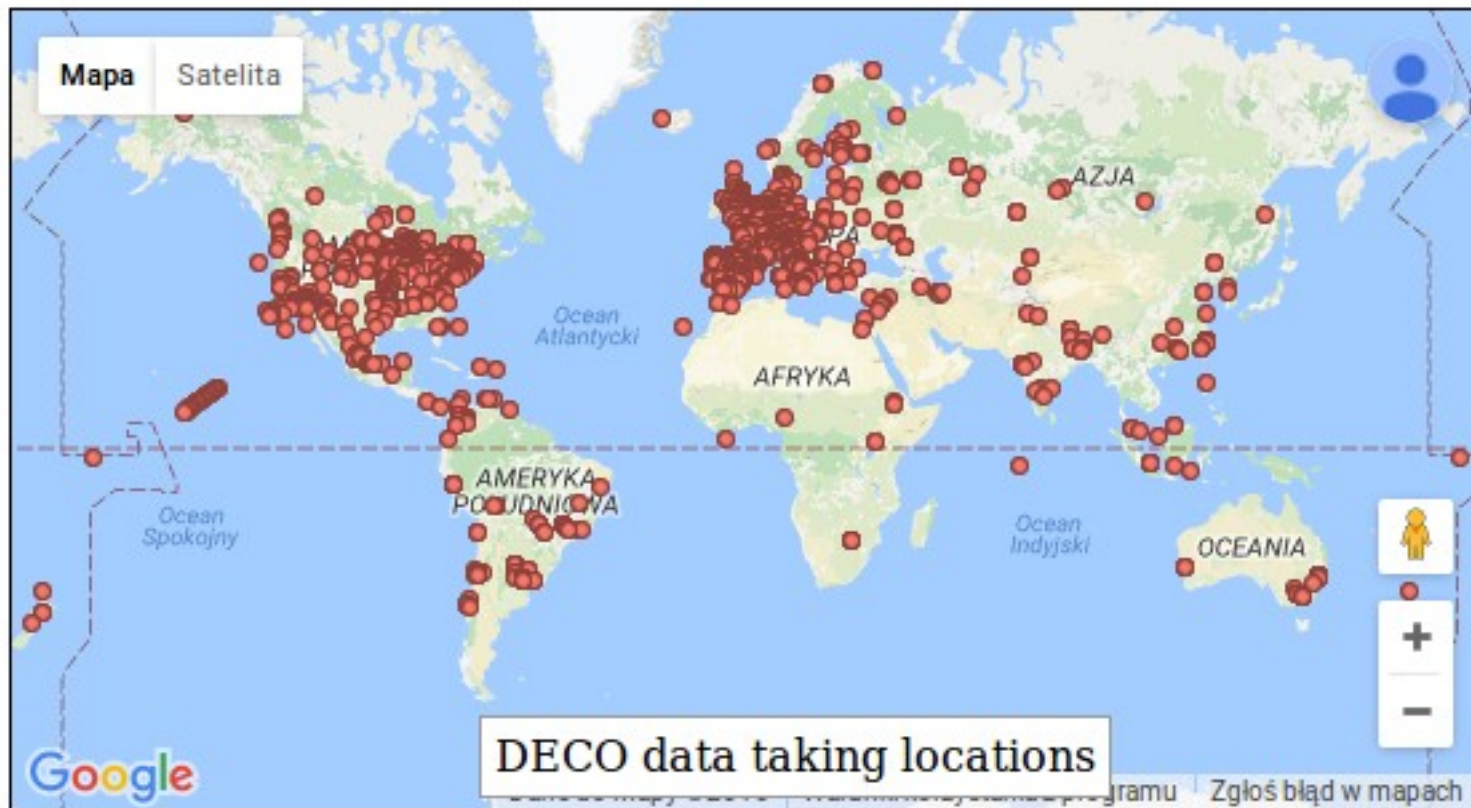 Mapa Satelita
AZJA
Ocean
Atlantycki
AFRYKA
AMERYKA
POŁUDNIOWA
Ocean
Spokojny
Ocean
Indyjski
OCEANIA
+
−
DECO data taking locations
Google
Zgłoś błąd w mapach